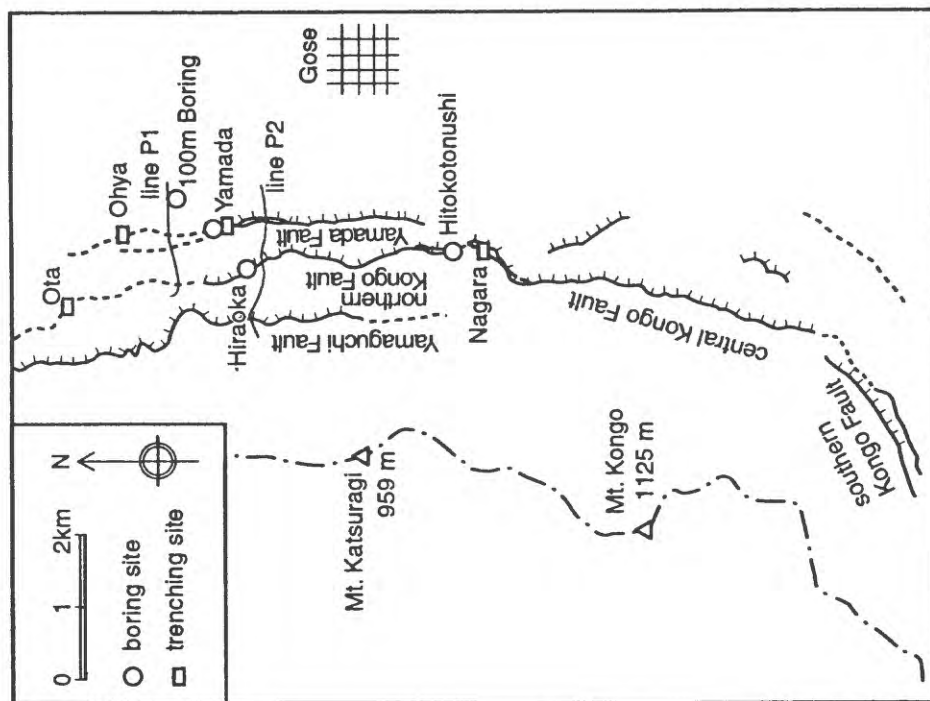 N
0 1 2km
boring site
trenching site
Ota
Ohya
line P1
100m Boring
Yamada
line P2
Hiraoka
Gose
Yamada Fault
northern
Kongo Fault
Yamaguchi Fault
Hitokotonushi
Nagara
central Kongo Fault
southern
Kongo Fault
Mt. Katsuragi
959 m
Mt. Kongo
1125 m